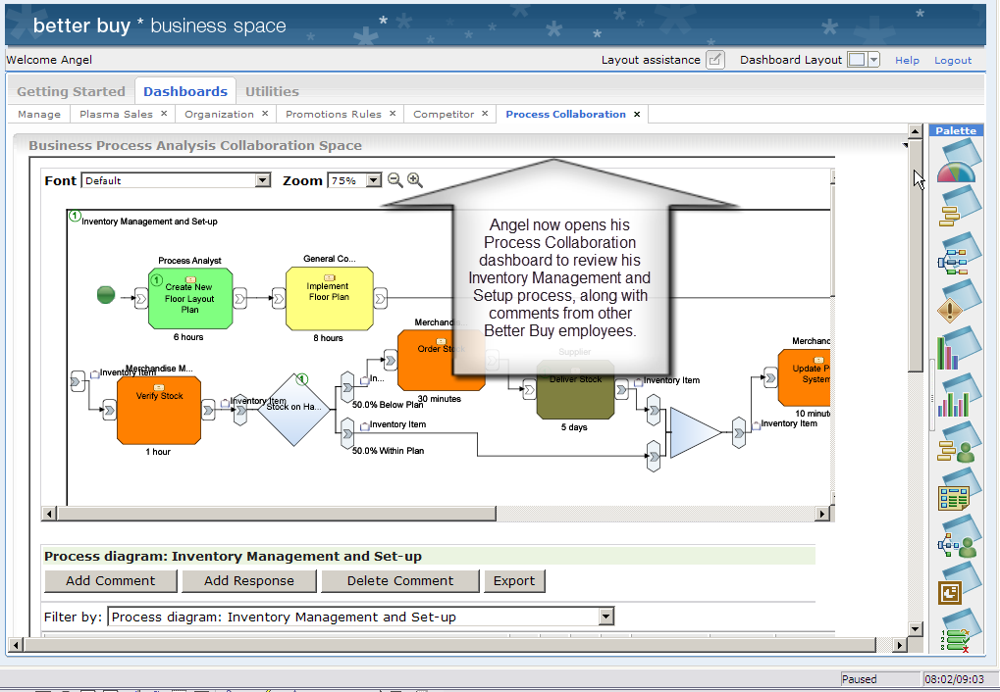 better buy * business space
Welcome Angel
Layout assistance
Dashboard Layout
Help
Logout
Getting Started
Dashboards
Utilities
Manage
Plasma Sales ×
Organization ×
Promotions Rules ×
Competitor ×
Process Collaboration ×
Palette
Business Process Analysis Collaboration Space
Font
Default
Zoom
75%
Angel now opens his
Process Collaboration
dashboard to review his
Inventory Management and
Setup process, along with
comments from other
Better Buy employees.
1
Inventory Management and Set-up
Process Analyst
1
Create New
Floor Layout
Plan
6 hours
General Co...
Implement
Floor Plan
8 hours
Merchandis...
Order Stock
30 minutes
Supplier
Deliver Stock
5 days
Merchand
Update P
System
10 minut
Inventory Item
Inventory Item
Merchandise M...
Verify Stock
1 hour
Inventory Item
1
Stock on Ha...
In...
50.0% Below Plan
Inventory Item
50.0% Within Plan
Inventory Item
Process diagram: Inventory Management and Set-up
Add Comment
Add Response
Delete Comment
Export
Filter by:
Process diagram: Inventory Management and Set-up
Paused
08:02/09:03